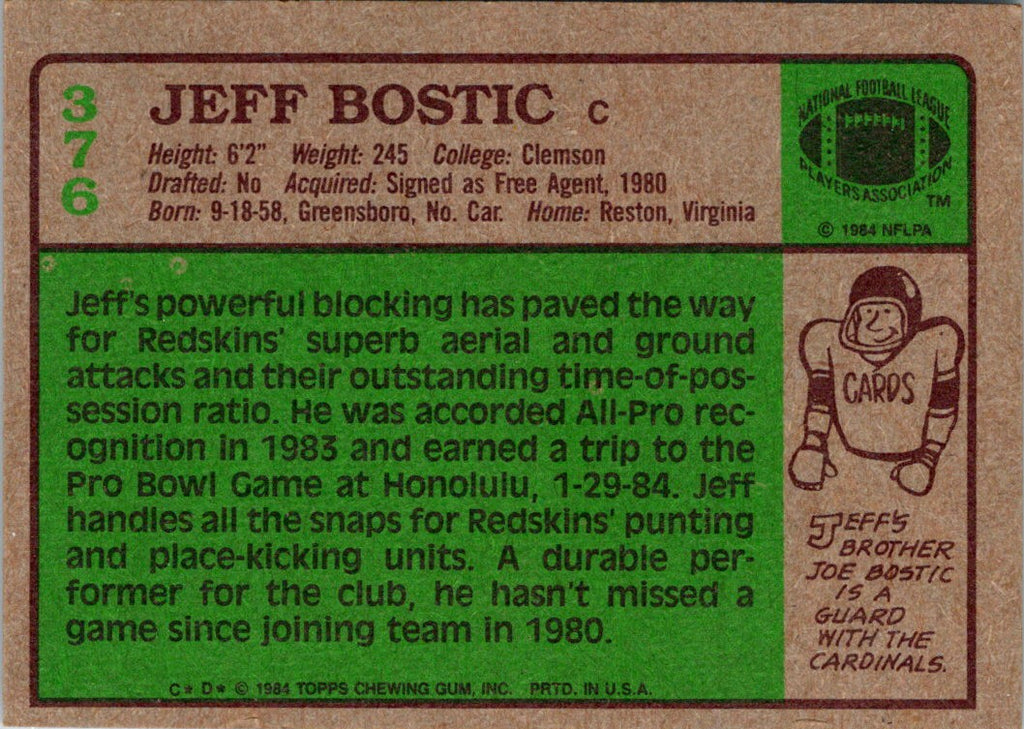 376
JEFF BOSTIC C
Height: 6'2" Weight: 245 College: Clemson
Drafted: No Acquired: Signed as Free Agent, 1980
Born: 9-18-58, Greensboro, No. Car. Home: Reston, Virginia
NATIONAL FOOTBALL LEAGUE
PLAYERS ASSOCIATION
TM
© 1984 NFLPA
Jeff's powerful blocking has paved the way
for Redskins' superb aerial and ground
attacks and their outstanding time-of-pos-
session ratio. He was accorded All-Pro rec-
ognition in 1983 and earned a trip to the
Pro Bowl Game at Honolulu, 1-29-84. Jeff
handles all the snaps for Redskins' punting
and place-kicking units. A durable per-
former for the club, he hasn't missed a
game since joining team in 1980.
CARDS
JEFF'S
BROTHER
JOE BOSTIC
IS A
GUARD
WITH THE
CARDINALS.
C* D* © 1984 TOPPS CHEWING GUM, INC. PRTD. IN U.S.A.